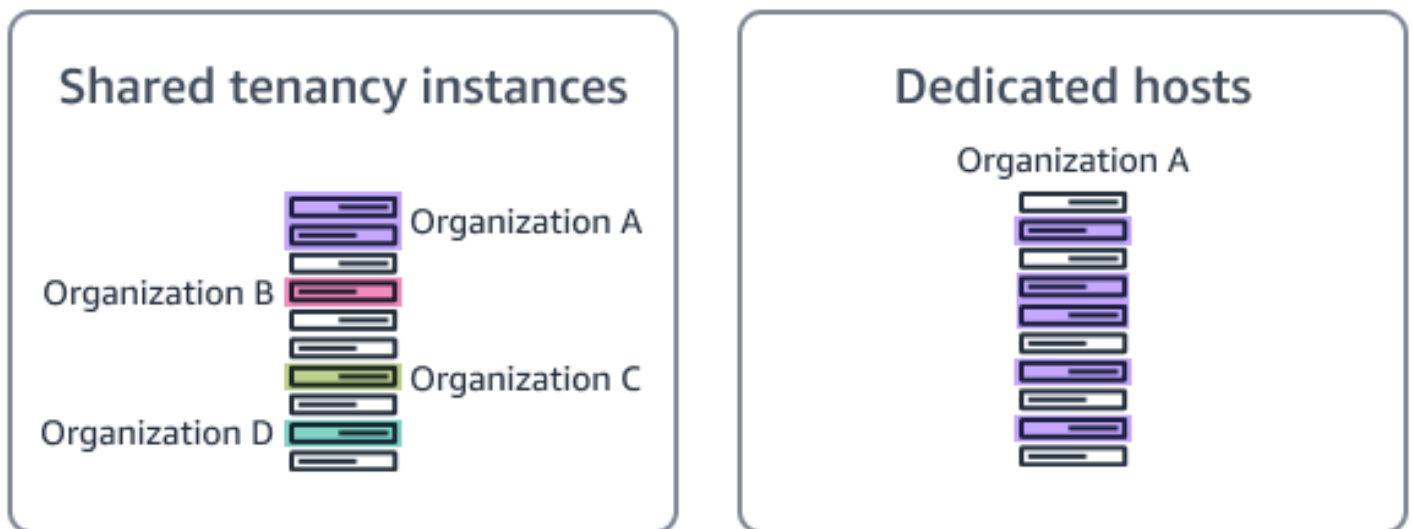 Shared tenancy instances
Organization A
Organization B
Organization C
Organization D
Dedicated hosts
Organization A